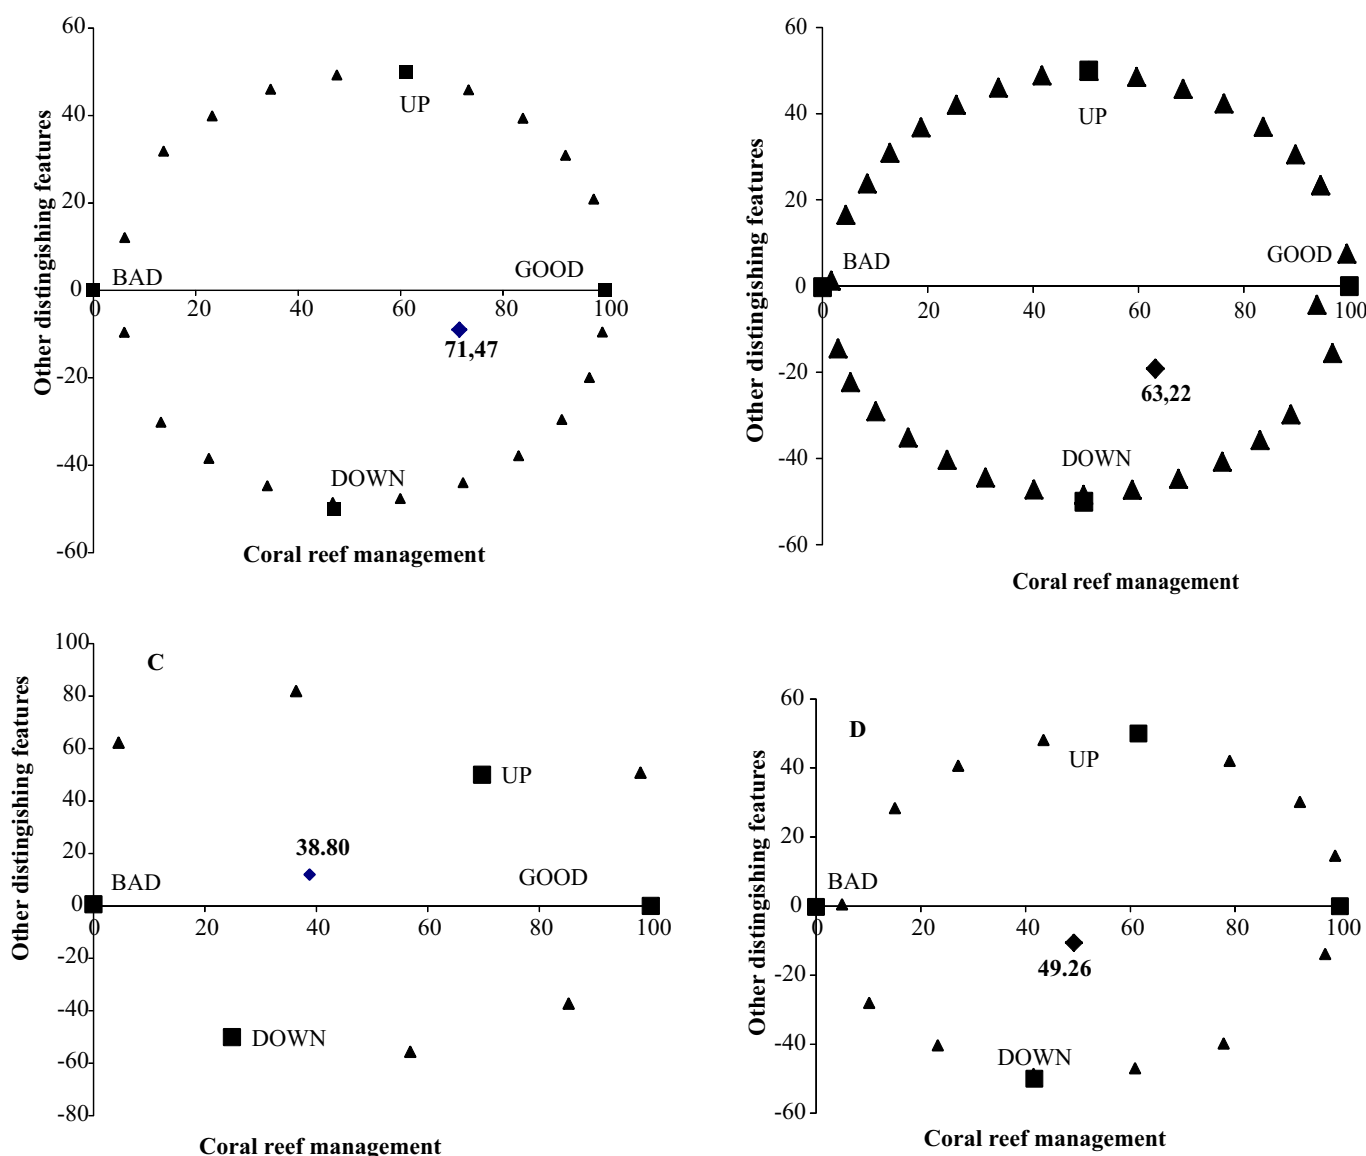 60
40
20
0
-20
-40
-60
0 20 40 60 80 100
UP
BAD
GOOD
71,47
DOWN
Other distingishing features
Coral reef management
60
40
20
0
-20
-40
-60
0 20 40 60 80 100
UP
BAD
GOOD
63,22
DOWN
Other distingishing features
Coral reef management
C
100
80
60
40
20
0
-20
-40
-60
-80
0 20 40 60 80 100
UP
38.80
BAD
GOOD
DOWN
Other distingishing features
Coral reef management
D
60
40
20
0
-20
-40
-60
0 20 40 60 80 100
UP
BAD
49.26
DOWN
Other distingishing features
Coral reef management